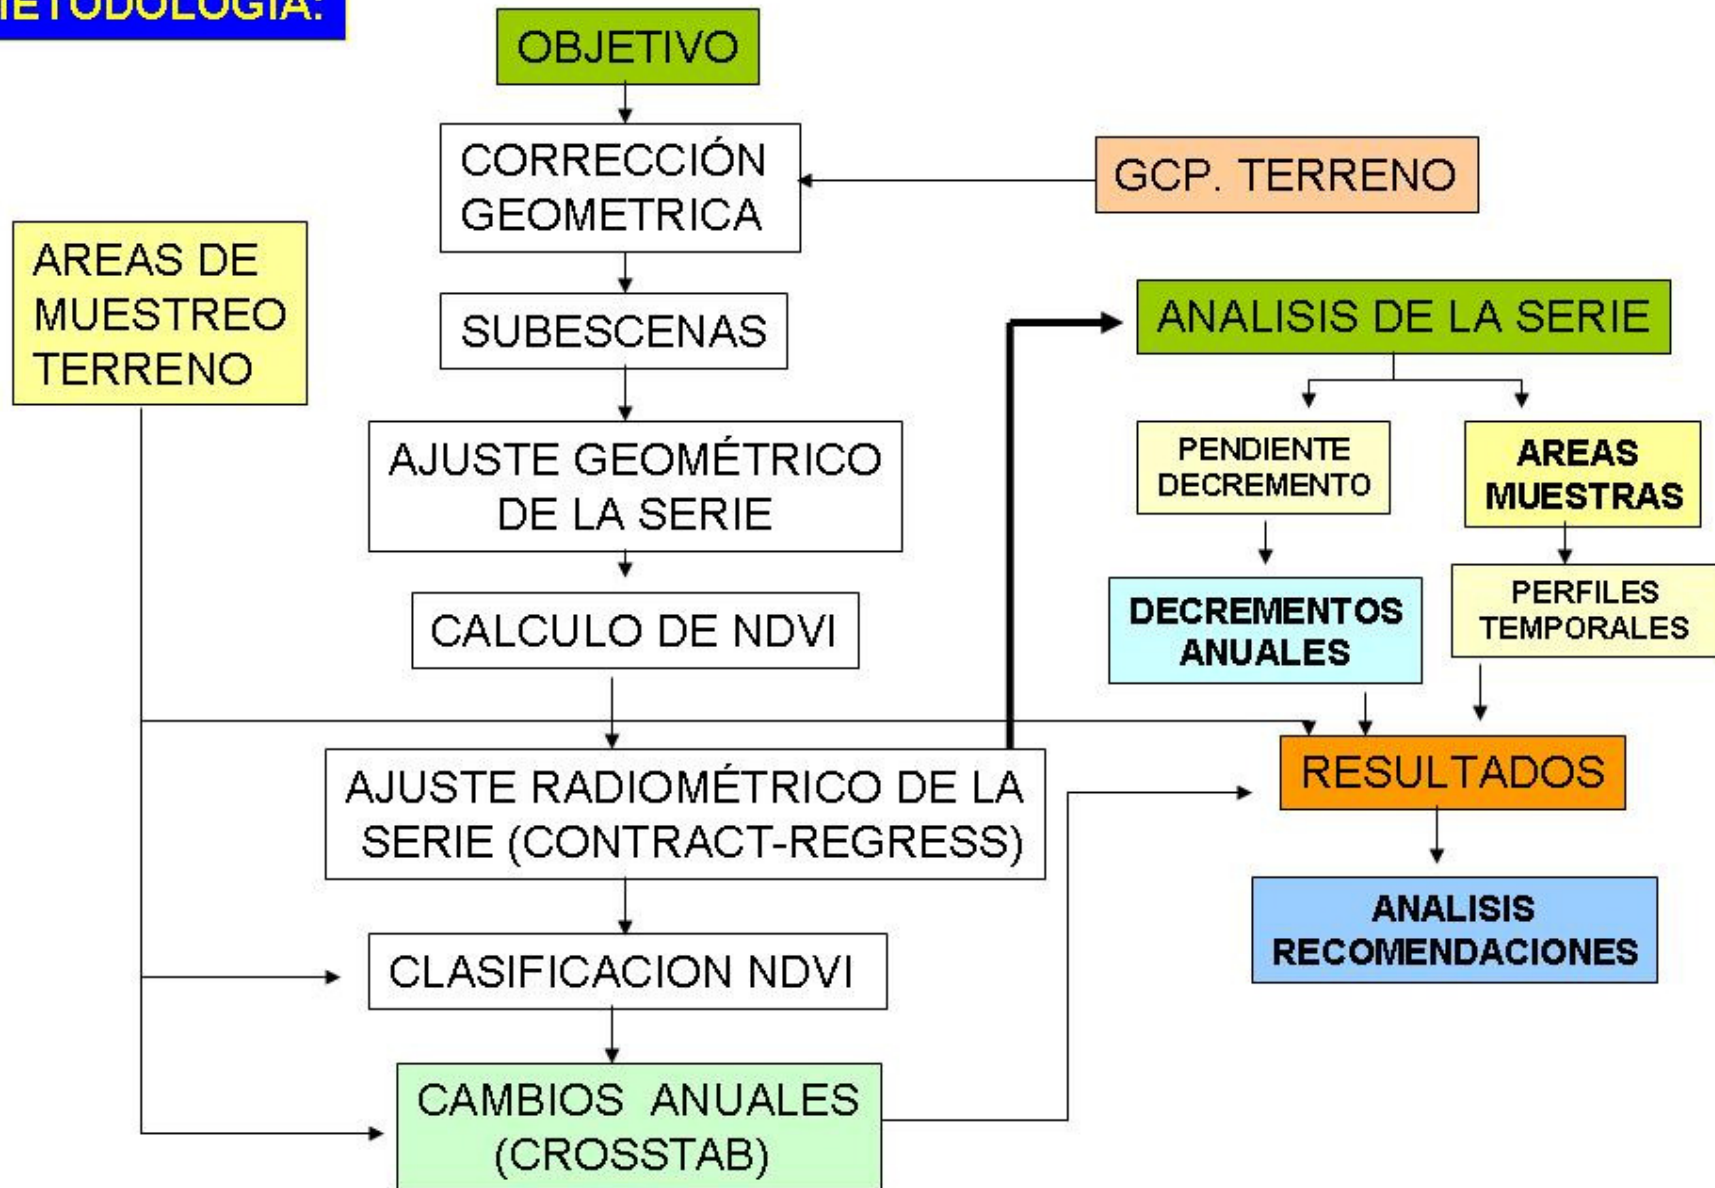 METODOLOGIA:
OBJETIVO
CORRECCIÓN
GEOMETRICA
GCP. TERRENO
AREAS DE
MUESTREO
TERRENO
SUBESCENAS
ANALISIS DE LA SERIE
AJUSTE GEOMÉTRICO
DE LA SERIE
PENDIENTE
DECREMENTO
AREAS
MUESTRAS
CALCULO DE NDVI
DECREMENTOS
ANUALES
PERFILES
TEMPORALES
AJUSTE RADIOMÉTRICO DE LA
SERIE (CONTRACT-REGRESS)
RESULTADOS
CLASIFICACION NDVI
ANALISIS
RECOMENDACIONES
CAMBIOS ANUALES
(CROSSTAB)